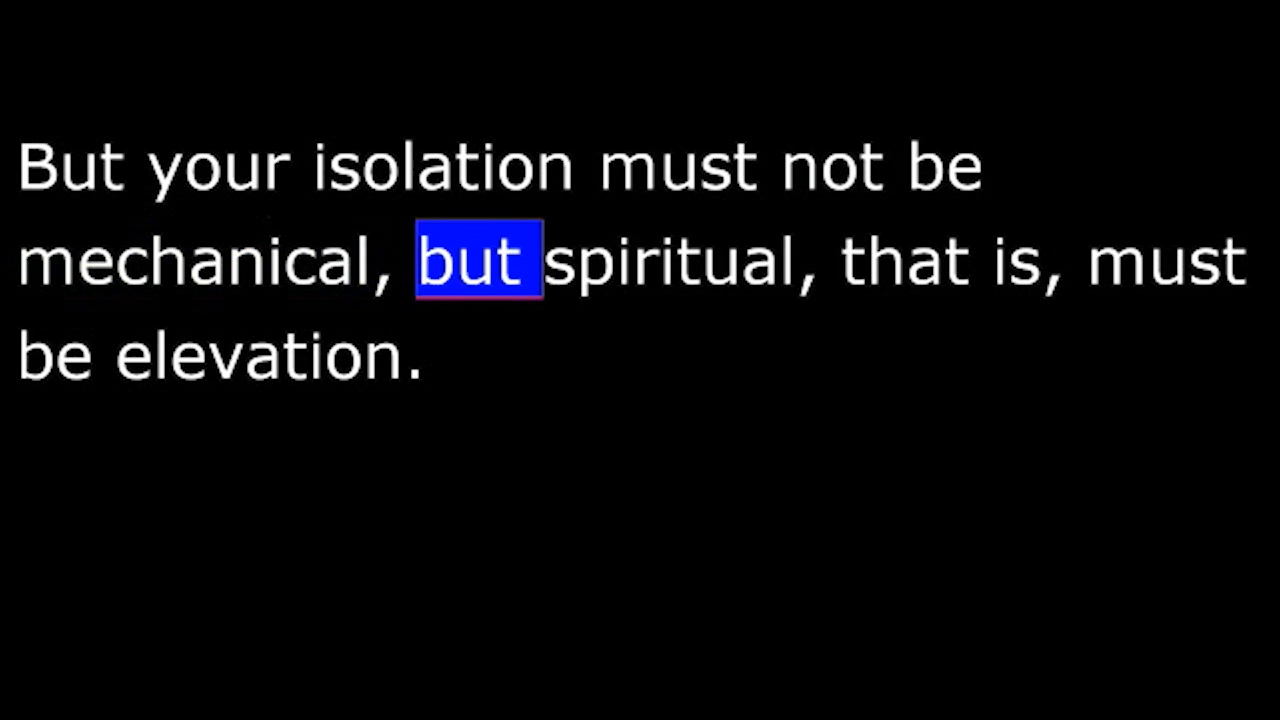 But your isolation must not be
mechanical, but spiritual, that is, must
be elevation.